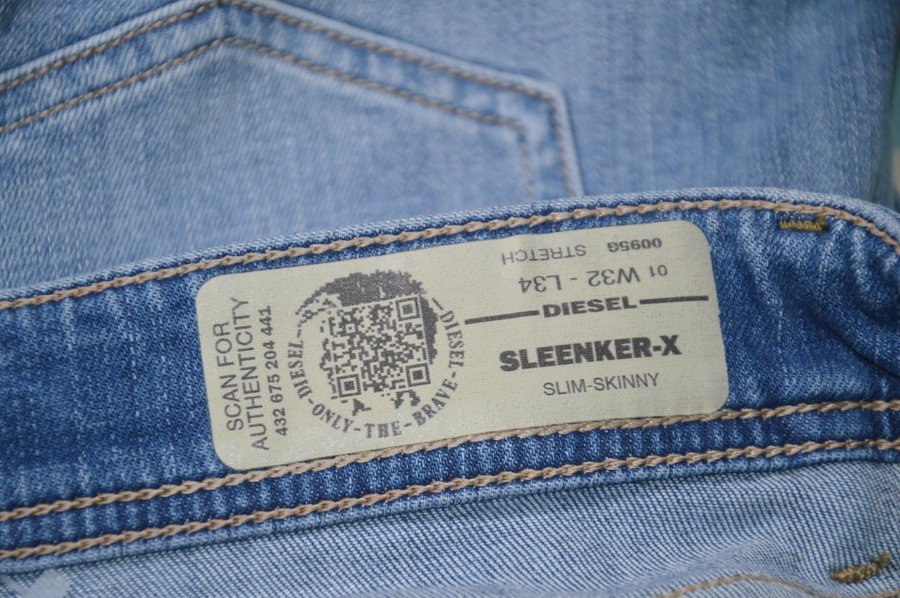 SCAN FOR
AUTHENTICITY
432 675 204 441
DIESEL-ONLY-THE-BRAVE-DIESEL
0095G
STRETCH
01 W32 - L34
DIESEL
SLEENKER-X
SLIM-SKINNY